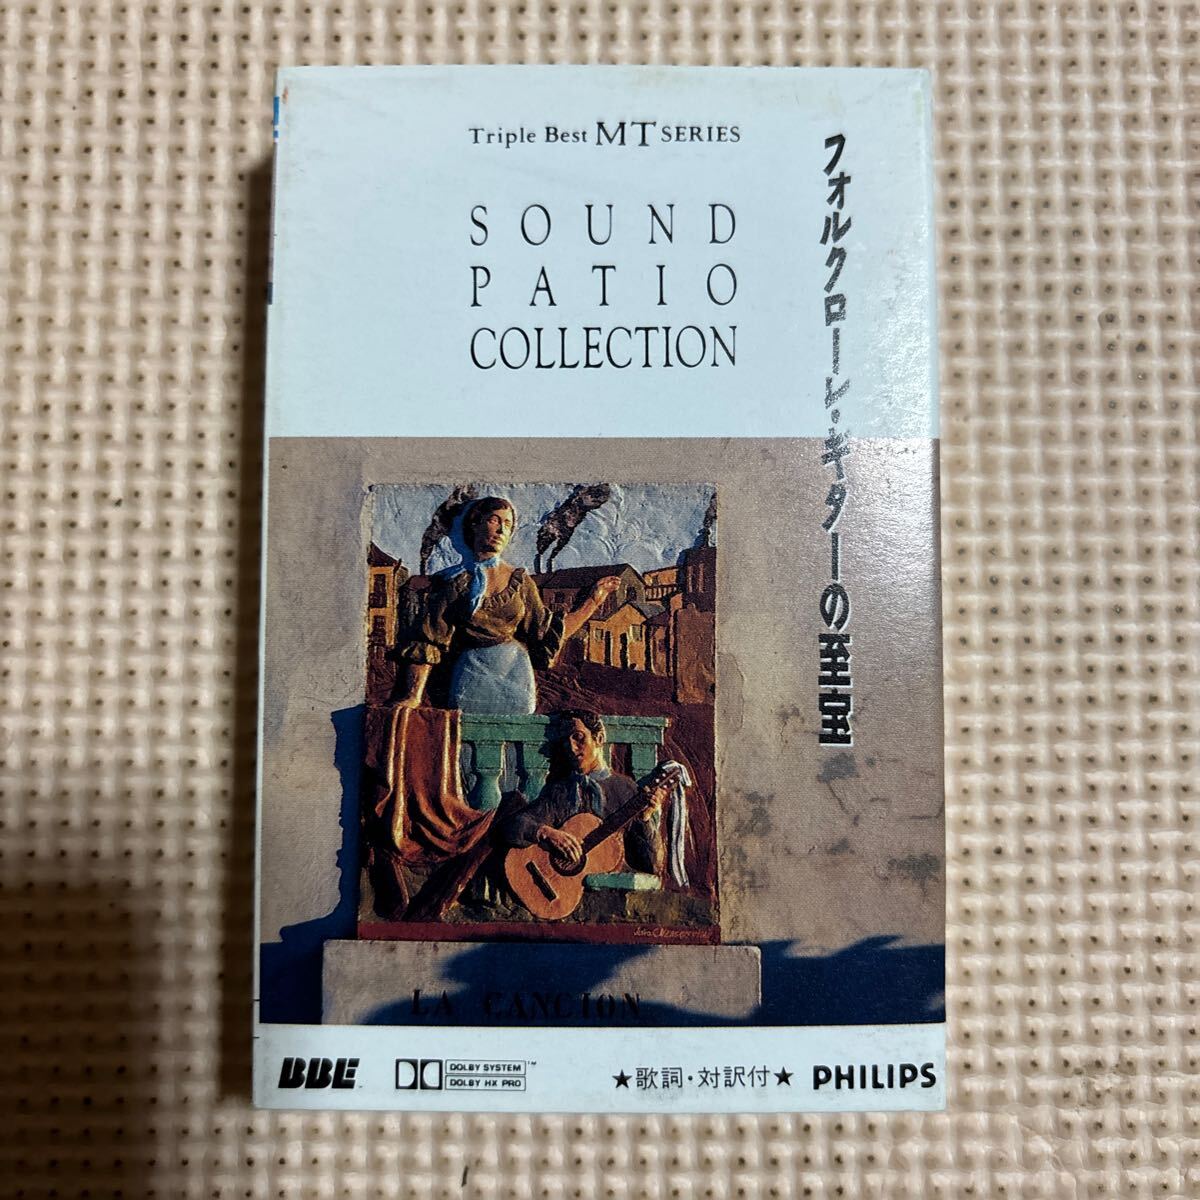 Triple Best MT SERIES
SOUND
PATIO
COLLECTION
フォルクローレ・ギターの至宝
LA CANCION
BBE
DOLBY SYSTEM™
DOLBY HX PRO
★歌詞・対訳付★
PHILIPS